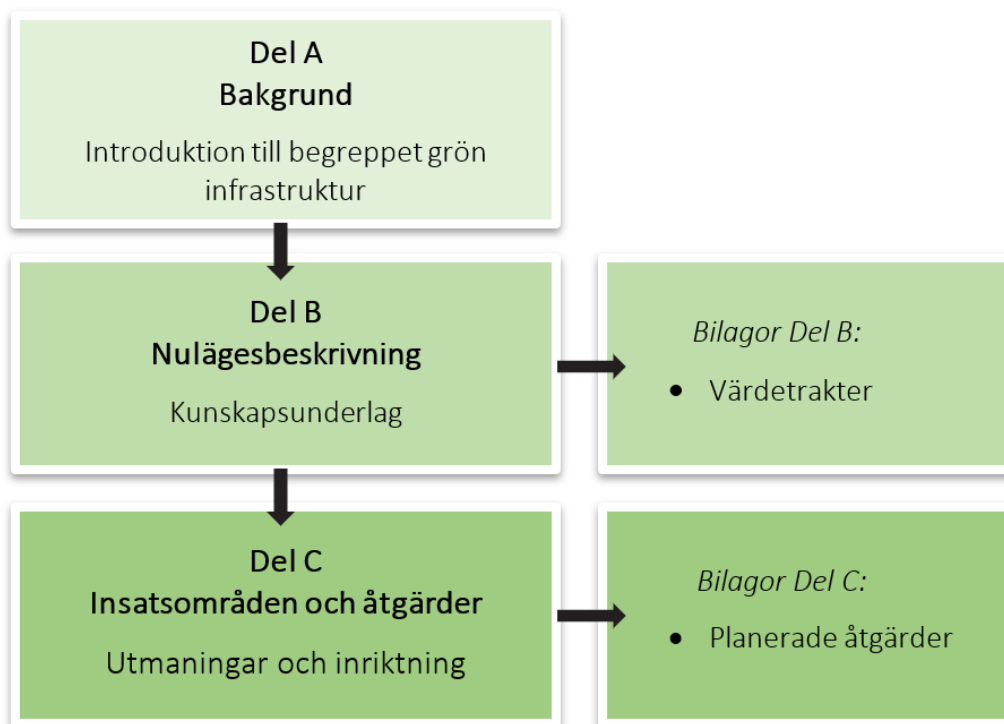 Del A
Bakgrund
Introduktion till begreppet grön
infrastruktur
Del B
Nulägesbeskrivning
Kunskapsunderlag
Bilagor Del B:
• Värdetrakter
Del C
Insatsområden och åtgärder
Utmaningar och inriktning
Bilagor Del C:
• Planerade åtgärder